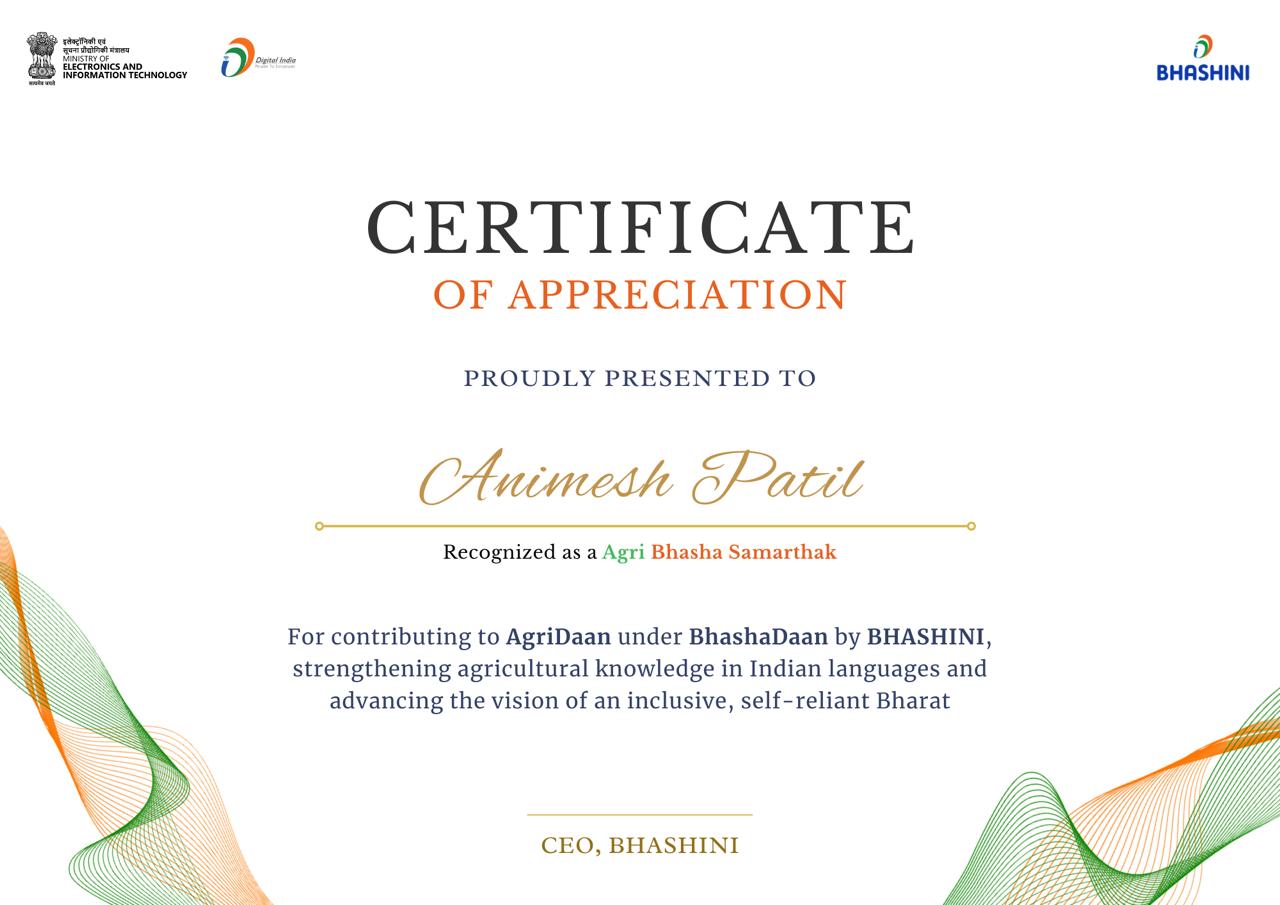 इलेक्ट्रॉनिकी एवं
सूचना प्रौद्योगिकी मंत्रालय
MINISTRY OF
ELECTRONICS AND
INFORMATION TECHNOLOGY
सत्यमेव जयते
Digital India
Power To Empower
BHASHINI
CERTIFICATE
OF APPRECIATION
PROUDLY PRESENTED TO
Animesh Patil
Recognized as a Agri Bhasha Samarthak
For contributing to AgriDaan under BhashaDaan by BHASHINI,
strengthening agricultural knowledge in Indian languages and
advancing the vision of an inclusive, self-reliant Bharat
CEO, BHASHINI